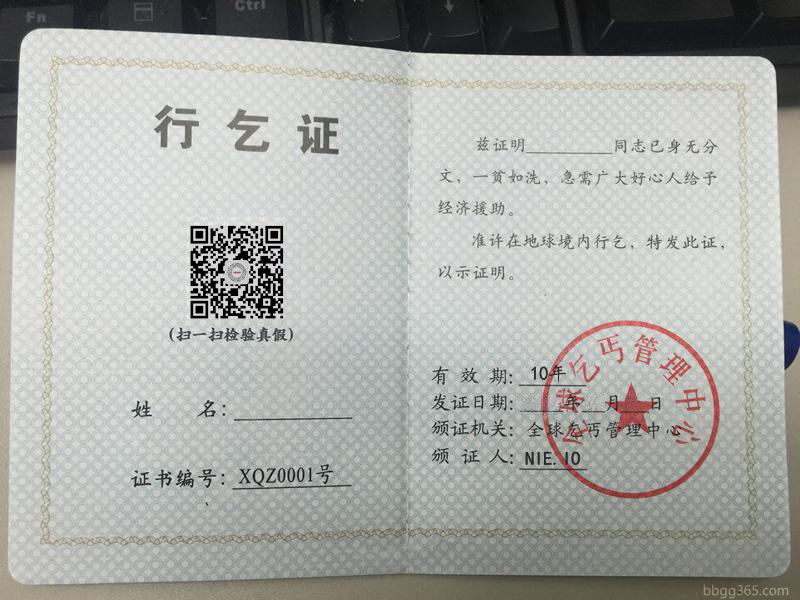 Fn
Ctrl
行乞证
(扫一扫检验真假)
姓 名:
证书编号: XQZ0001号
兹证明________同志已身无分
文，一贫如洗，急需广大好心人给予
经济援助。
准许在地球境内行乞，特发此证，
以示证明。
有效期: 10年
发证日期: 年 月 日
颁证机关: 全球乞丐管理中心
颁证人: NIE.IO
全球乞丐管理中心
bbgg365.com